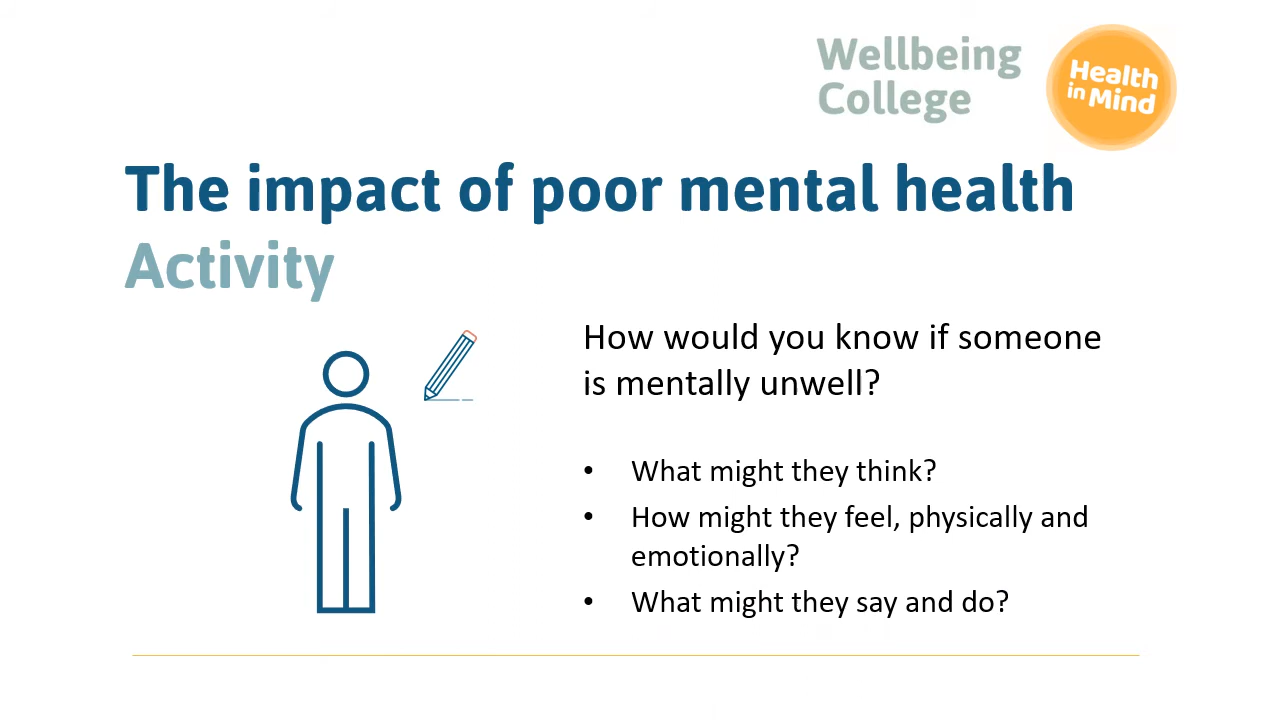 Wellbeing
College
Health
in Mind
The impact of poor mental health
Activity
How would you know if someone
is mentally unwell?
• What might they think?
• How might they feel, physically and
emotionally?
• What might they say and do?